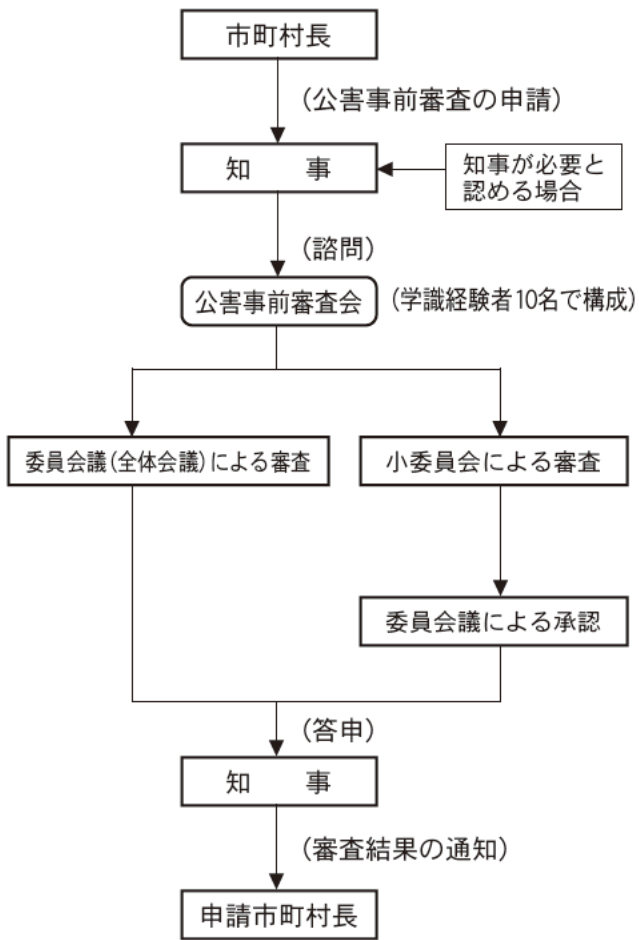 市町村長
(公害事前審査の申請)
知　　事
知事が必要と
認める場合
(諮問)
公害事前審査会
(学識経験者10名で構成)
委員会議(全体会議)による審査
小委員会による審査
委員会議による承認
(答申)
知　　事
(審査結果の通知)
申請市町村長